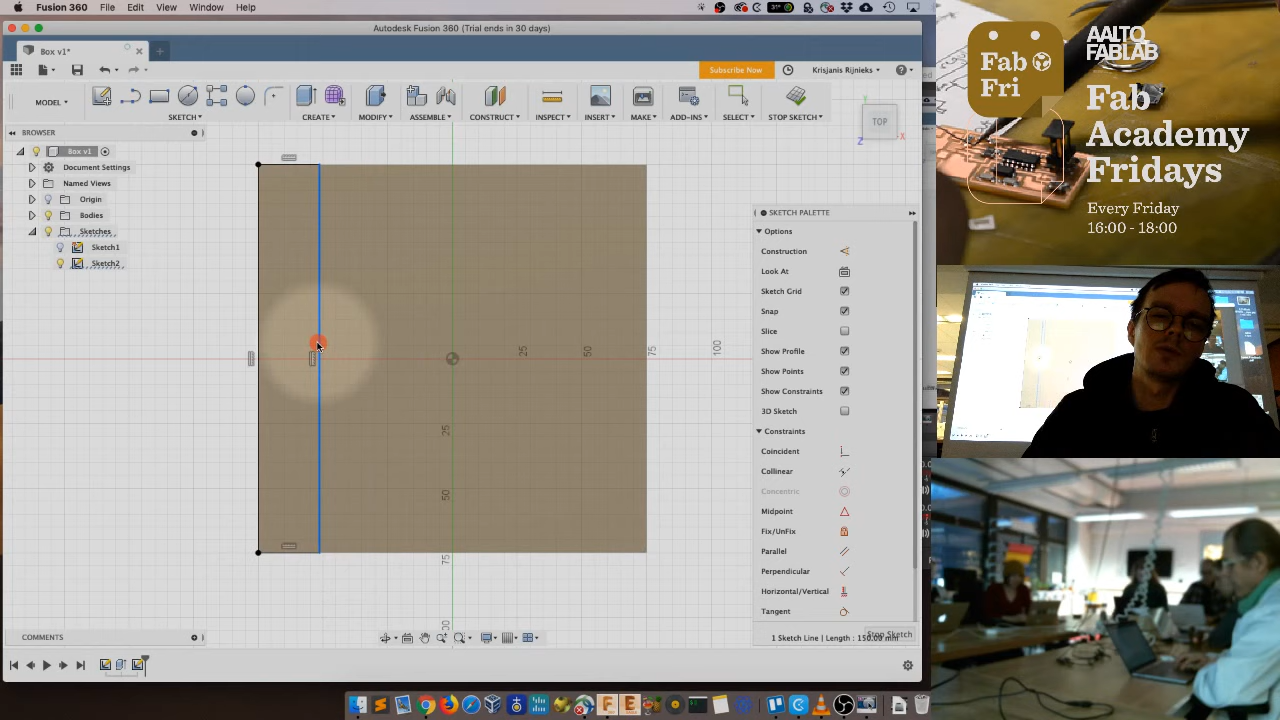 Fusion 360
File
Edit
View
Window
Help
Autodesk Fusion 360 (Trial ends in 30 days)
Box v1*
Subscribe Now
Krisjanis Rijnieks
MODEL
SKETCH
CREATE
MODIFY
ASSEMBLE
CONSTRUCT
INSPECT
INSERT
MAKE
ADD-INS
SELECT
STOP SKETCH
BROWSER
Box v1
Document Settings
Named Views
Origin
Bodies
Sketches
Sketch1
Sketch2
TOP
X
Z
25
50
75
100
25
50
75
SKETCH PALETTE
Options
Construction
Look At
Sketch Grid
Snap
Slice
Show Profile
Show Points
Show Constraints
3D Sketch
Constraints
Coincident
Collinear
Concentric
Midpoint
Fix/UnFix
Parallel
Perpendicular
Horizontal/Vertical
Tangent
Stop Sketch
1 Sketch Line | Length : 150.00 mm
COMMENTS
Fab
Fri
AALTO
FABLAB
Fab
Academy
Fridays
Every Friday
16:00 - 18:00